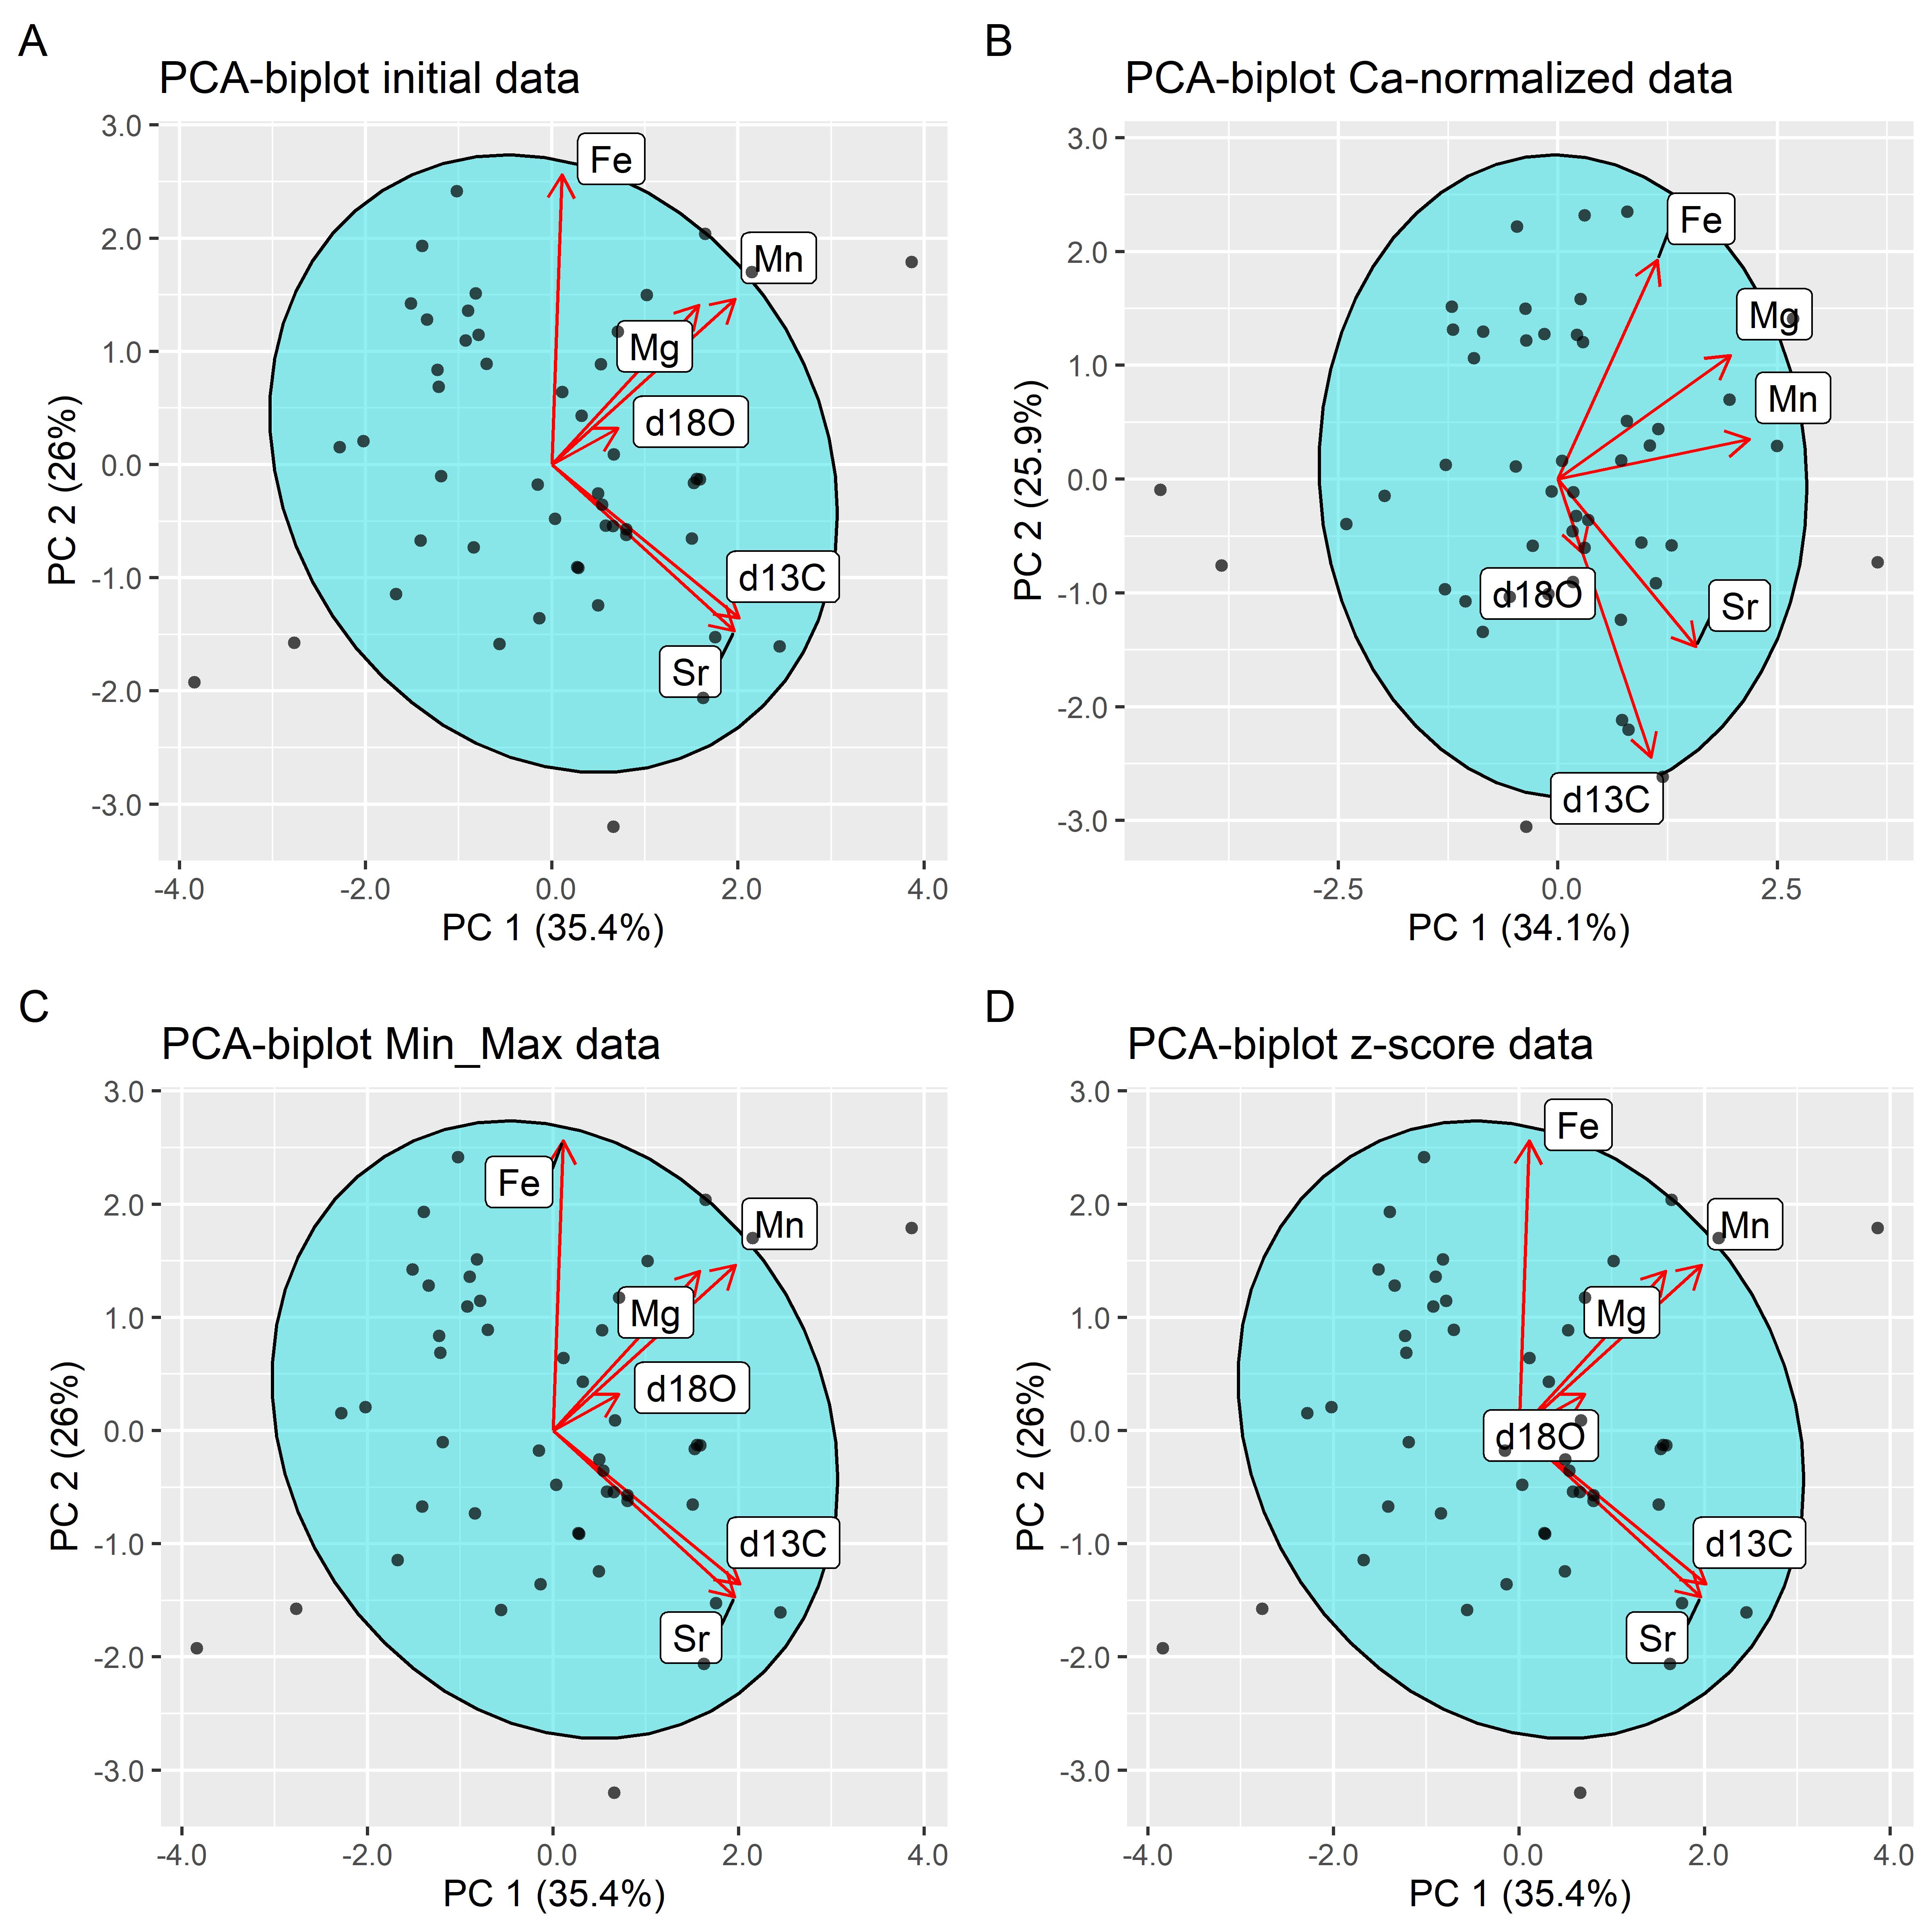 A
PCA-biplot initial data
3.0
2.0
1.0
0.0
-1.0
-2.0
-3.0
Fe
Mn
Mg
d18O
d13C
Sr
-4.0
-2.0
0.0
2.0
4.0
PC 1 (35.4%)
PC 2 (26%)
B
PCA-biplot Ca-normalized data
3.0
2.0
1.0
0.0
-1.0
-2.0
-3.0
Fe
Mg
Mn
d18O
Sr
d13C
-2.5
0.0
2.5
PC 1 (34.1%)
PC 2 (25.9%)
C
PCA-biplot Min_Max data
3.0
2.0
1.0
0.0
-1.0
-2.0
-3.0
Fe
Mn
Mg
d18O
d13C
Sr
-4.0
-2.0
0.0
2.0
4.0
PC 1 (35.4%)
PC 2 (26%)
D
PCA-biplot z-score data
3.0
2.0
1.0
0.0
-1.0
-2.0
-3.0
Fe
Mn
Mg
d18O
d13C
Sr
-4.0
-2.0
0.0
2.0
4.0
PC 1 (35.4%)
PC 2 (26%)